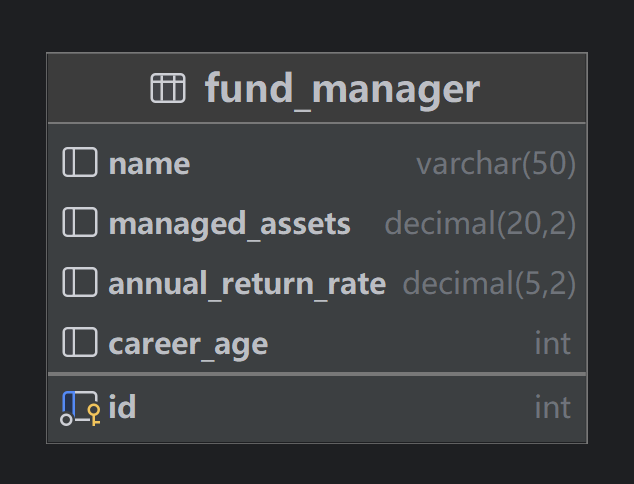 fund_manager
name varchar(50)
managed_assets decimal(20,2)
annual_return_rate decimal(5,2)
career_age int
id int